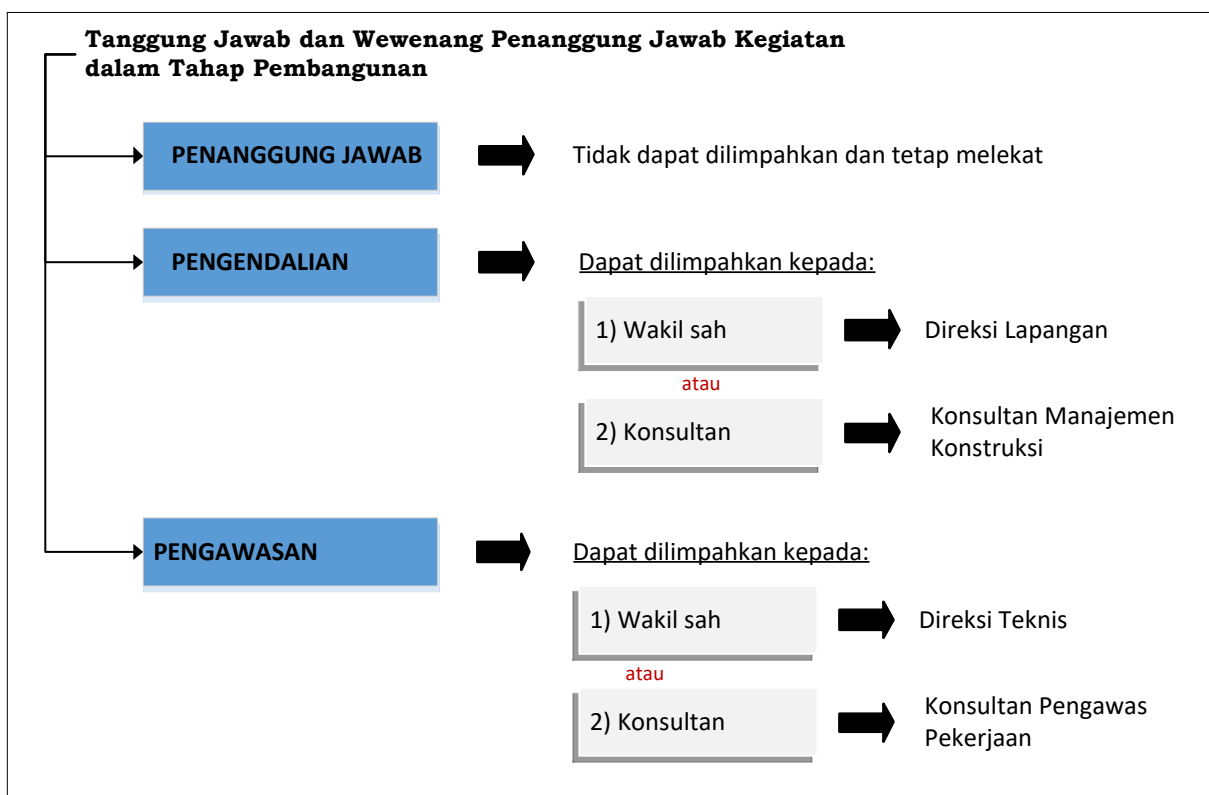 Tanggung Jawab dan Wewenang Penanggung Jawab Kegiatan
dalam Tahap Pembangunan
PENANGGUNG JAWAB
Tidak dapat dilimpahkan dan tetap melekat
PENGENDALIAN
Dapat dilimpahkan kepada:
1) Wakil sah
Direksi Lapangan
atau
2) Konsultan
Konsultan Manajemen
Konstruksi
PENGAWASAN
Dapat dilimpahkan kepada:
1) Wakil sah
Direksi Teknis
atau
2) Konsultan
Konsultan Pengawas
Pekerjaan